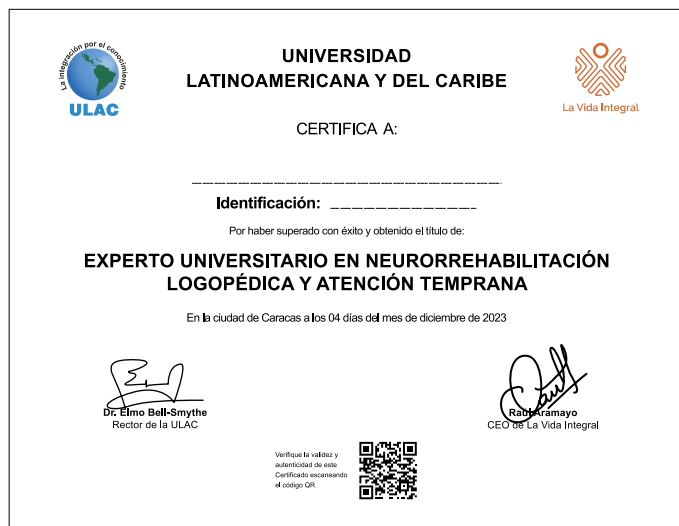 La integración por el conocimiento
ULAC
UNIVERSIDAD
LATINOAMERICANA Y DEL CARIBE
La Vida Integral
CERTIFICA A:
Identificación:
Por haber superado con éxito y obtenido el título de:
EXPERTO UNIVERSITARIO EN NEURORREHABILITACIÓN
LOGOPÉDICA Y ATENCIÓN TEMPRANA
En la ciudad de Caracas a los 04 días del mes de diciembre de 2023
Dr. Elmo Bell-Smythe
Rector de la ULAC
Raúl Aramayo
CEO de La Vida Integral
Verifique la validez y
autenticidad de este
Certificado escaneando
el código QR